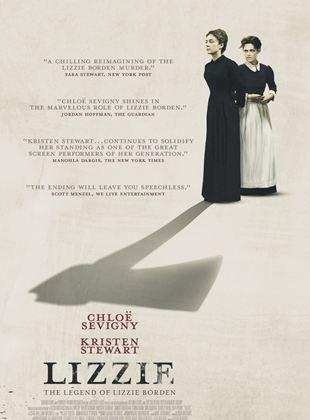 "A CHILLING REIMAGINING OF THE
LIZZIE BORDEN MURDER."
SARA STEWART, NEW YORK POST
"CHLOË SEVIGNY SHINES IN
THE MARVELOUS ROLE OF LIZZIE BORDEN."
JORDAN HOFFMAN, THE GUARDIAN
"KRISTEN STEWART...CONTINUES TO SOLIDIFY
HER STANDING AS ONE OF THE GREAT
SCREEN PERFORMERS OF HER GENERATION."
MANOHLA DARGIS, THE NEW YORK TIMES
"THE ENDING WILL LEAVE YOU SPEECHLESS."
SCOTT MENZEL, WE LIVE ENTERTAINMENT
CHLOË
SEVIGNY
KRISTEN
STEWART
LIZZIE
THE LEGEND OF LIZZIE BORDEN